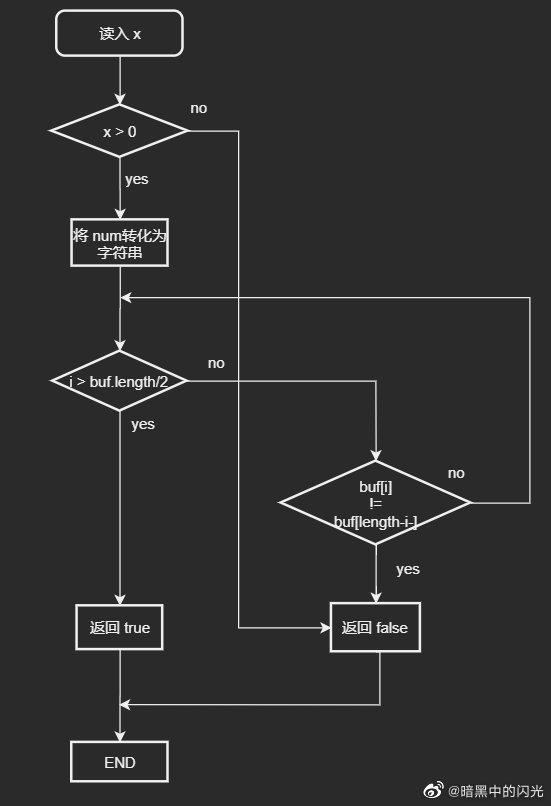 读入 x
no
x > 0
yes
将 num转化为
字符串
no
i > buf.length/2
yes
no
buf[i]
!=
buf[length-i-]
yes
返回 true
返回 false
END
@暗黑中的闪光